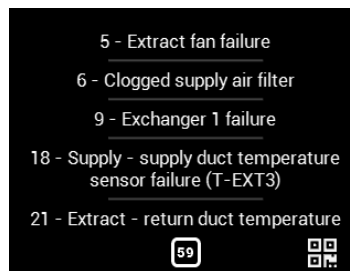 5 - Extract fan failure
6 - Clogged supply air filter
9 - Exchanger 1 failure
18 - Supply - supply duct temperature
sensor failure (T-EXT3)
21 - Extract - return duct temperature
59